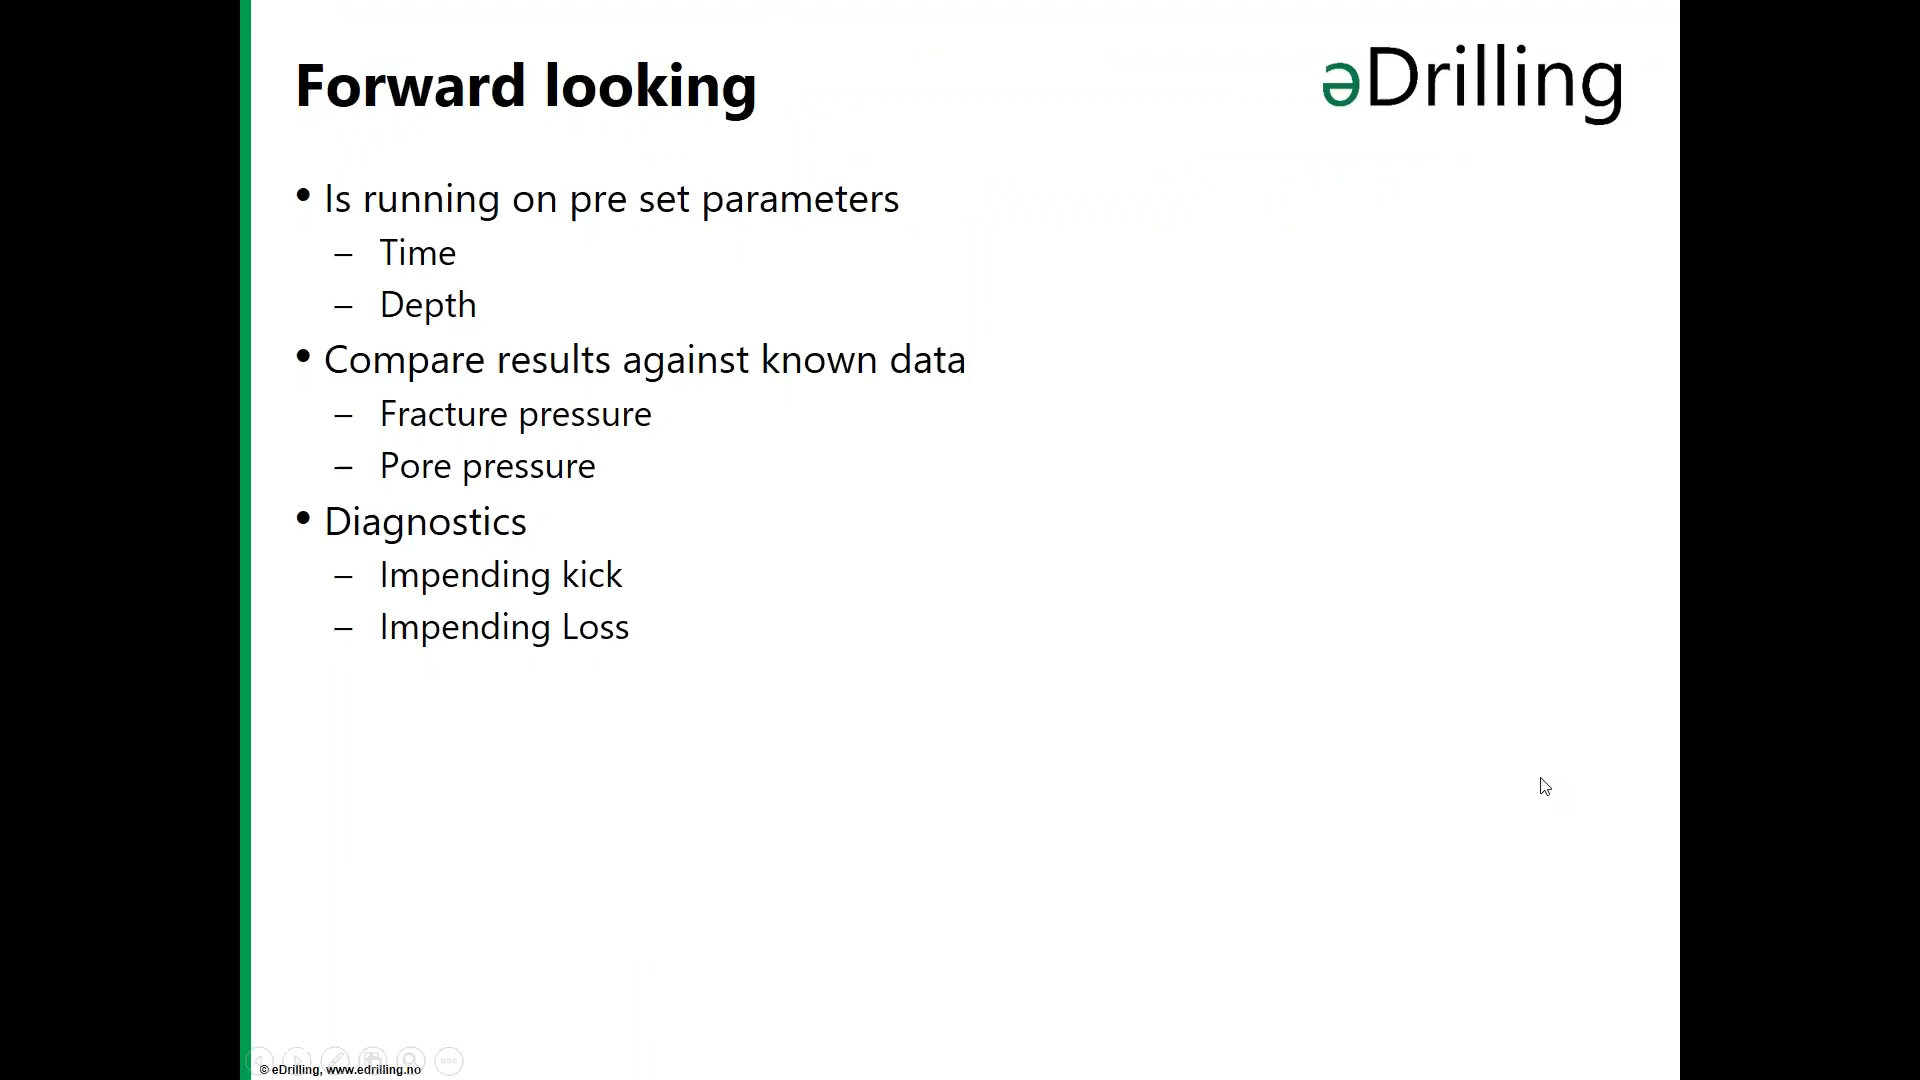 Forward looking
əDrilling
• Is running on pre set parameters
– Time
– Depth
• Compare results against known data
– Fracture pressure
– Pore pressure
• Diagnostics
– Impending kick
– Impending Loss
© eDrilling, www.edrilling.no